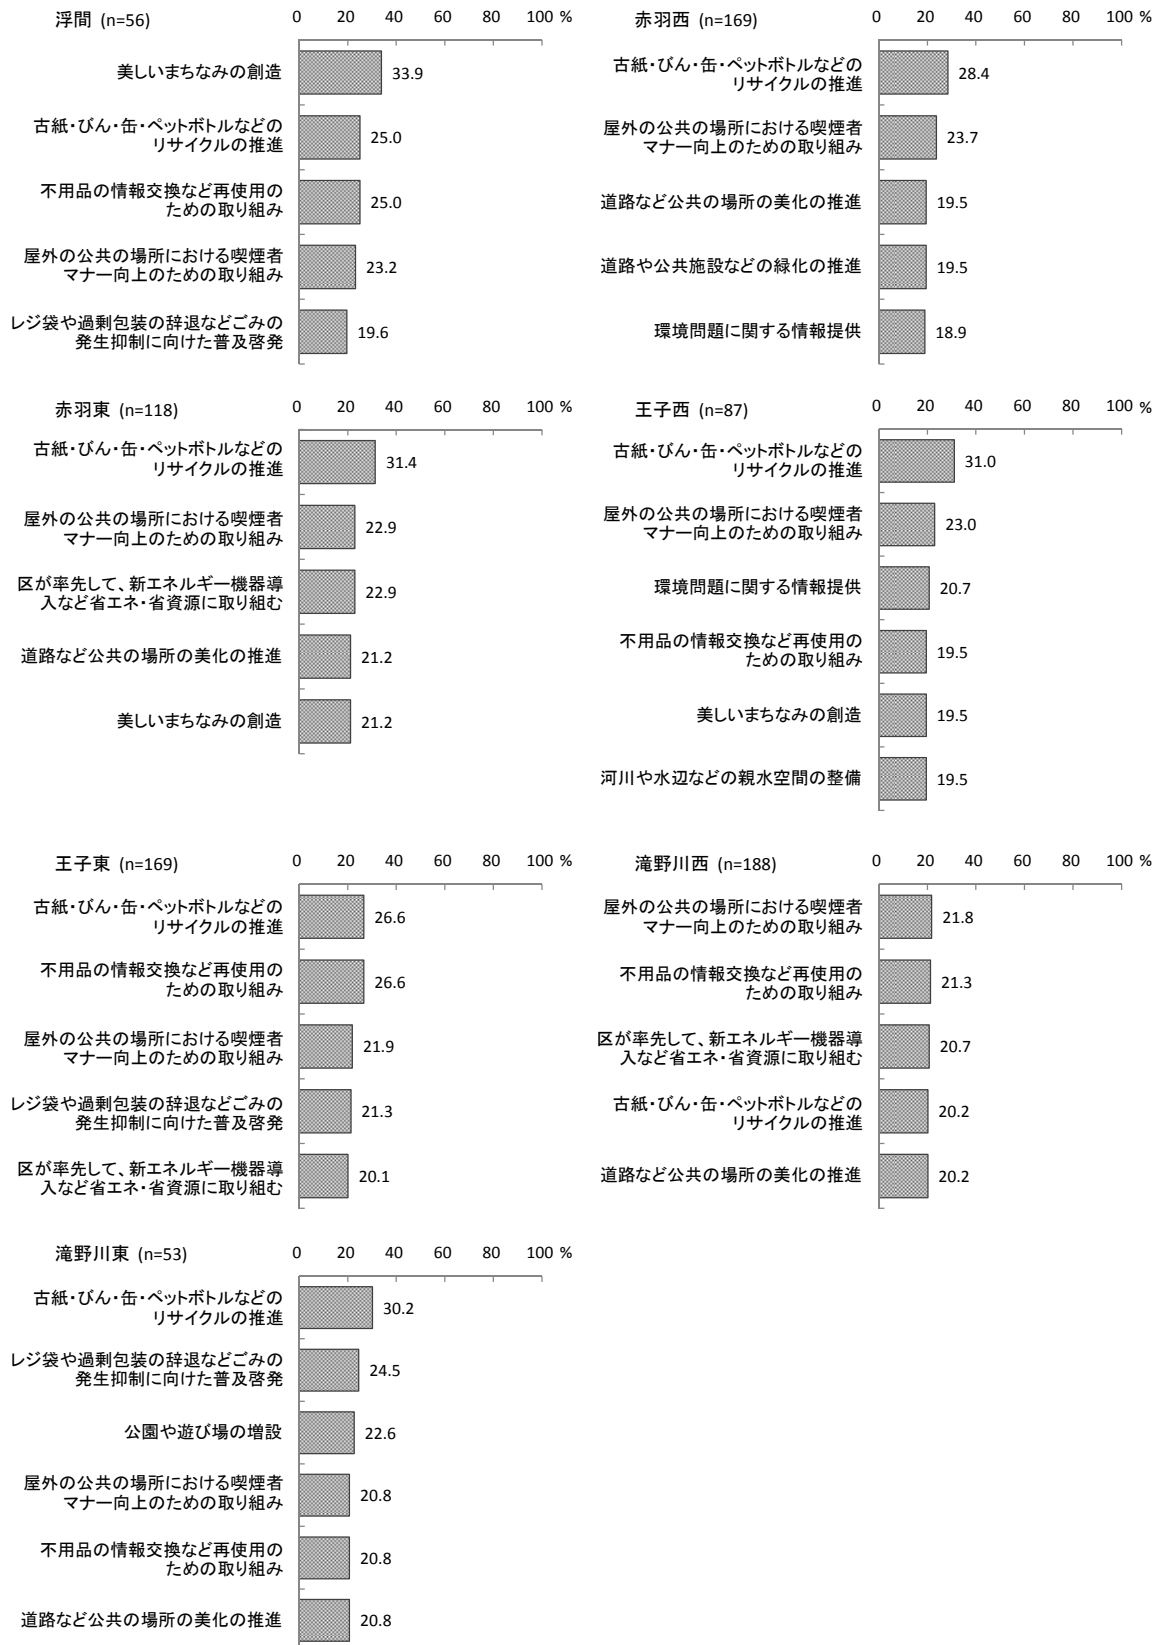 浮間 (n=56)
0 20 40 60 80 100 %
美しいまちなみの創造
33.9
古紙・びん・缶・ペットボトルなどの
リサイクルの推進
25.0
不用品の情報交換など再使用の
ための取り組み
25.0
屋外の公共の場所における喫煙者
マナー向上のための取り組み
23.2
レジ袋や過剰包装の辞退などごみの
発生抑制に向けた普及啓発
19.6
赤羽西 (n=169)
0 20 40 60 80 100 %
古紙・びん・缶・ペットボトルなどの
リサイクルの推進
28.4
屋外の公共の場所における喫煙者
マナー向上のための取り組み
23.7
道路など公共の場所の美化の推進
19.5
道路や公共施設などの緑化の推進
19.5
環境問題に関する情報提供
18.9
赤羽東 (n=118)
0 20 40 60 80 100 %
古紙・びん・缶・ペットボトルなどの
リサイクルの推進
31.4
屋外の公共の場所における喫煙者
マナー向上のための取り組み
22.9
区が率先して、新エネルギー機器導
入など省エネ・省資源に取り組む
22.9
道路など公共の場所の美化の推進
21.2
美しいまちなみの創造
21.2
王子西 (n=87)
0 20 40 60 80 100 %
古紙・びん・缶・ペットボトルなどの
リサイクルの推進
31.0
屋外の公共の場所における喫煙者
マナー向上のための取り組み
23.0
環境問題に関する情報提供
20.7
不用品の情報交換など再使用の
ための取り組み
19.5
美しいまちなみの創造
19.5
河川や水辺などの親水空間の整備
19.5
王子東 (n=169)
0 20 40 60 80 100 %
古紙・びん・缶・ペットボトルなどの
リサイクルの推進
26.6
不用品の情報交換など再使用の
ための取り組み
26.6
屋外の公共の場所における喫煙者
マナー向上のための取り組み
21.9
レジ袋や過剰包装の辞退などごみの
発生抑制に向けた普及啓発
21.3
区が率先して、新エネルギー機器導
入など省エネ・省資源に取り組む
20.1
滝野川西 (n=188)
0 20 40 60 80 100 %
屋外の公共の場所における喫煙者
マナー向上のための取り組み
21.8
不用品の情報交換など再使用の
ための取り組み
21.3
区が率先して、新エネルギー機器導
入など省エネ・省資源に取り組む
20.7
古紙・びん・缶・ペットボトルなどの
リサイクルの推進
20.2
道路など公共の場所の美化の推進
20.2
滝野川東 (n=53)
0 20 40 60 80 100 %
古紙・びん・缶・ペットボトルなどの
リサイクルの推進
30.2
レジ袋や過剰包装の辞退などごみの
発生抑制に向けた普及啓発
24.5
公園や遊び場の増設
22.6
屋外の公共の場所における喫煙者
マナー向上のための取り組み
20.8
不用品の情報交換など再使用の
ための取り組み
20.8
道路など公共の場所の美化の推進
20.8